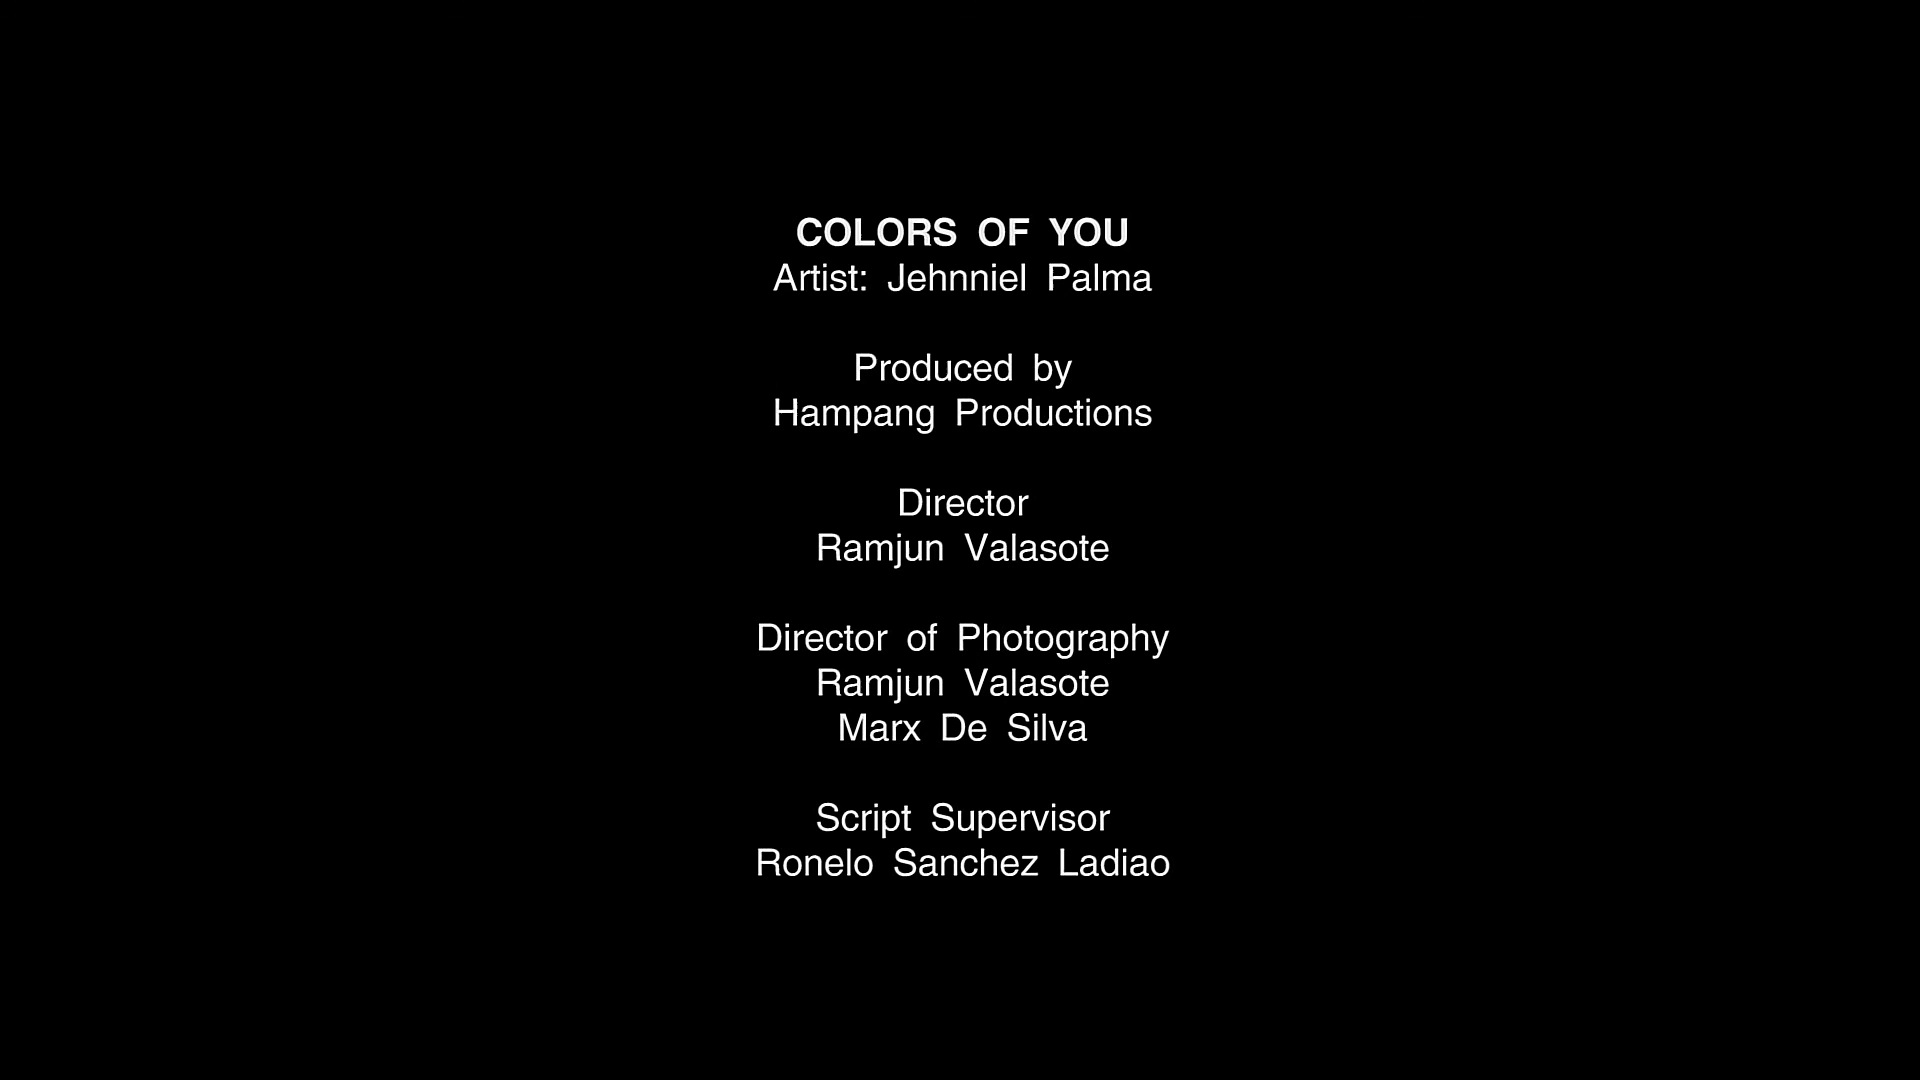 COLORS OF YOU
Artist: Jehnniel Palma
Produced by
Hampang Productions
Director
Ramjun Valasote
Director of Photography
Ramjun Valasote
Marx De Silva
Script Supervisor
Ronelo Sanchez Ladiao